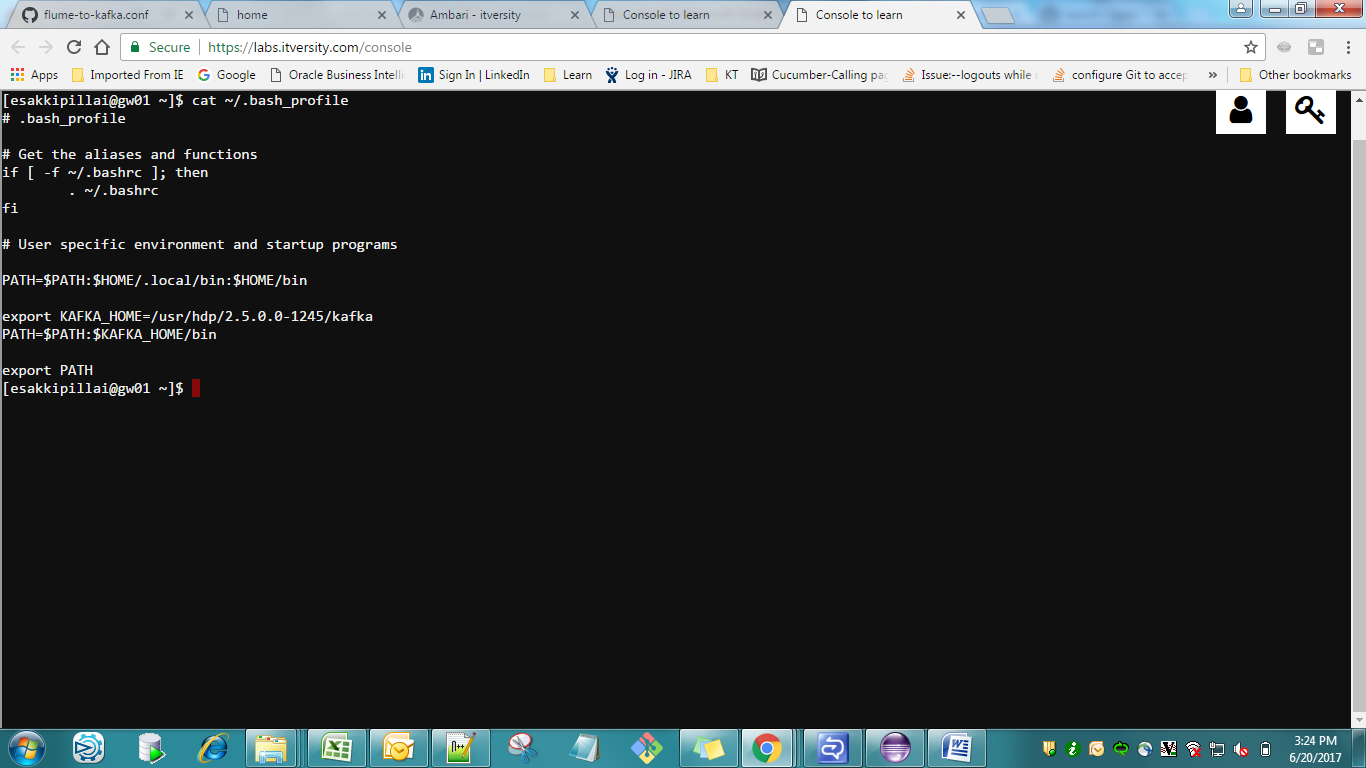 flume-to-kafka.conf
home
Ambari - itversity
Console to learn
Console to learn
Secure
https://labs.itversity.com/console
Apps
Imported From IE
Google
Oracle Business Intelli
Sign In | LinkedIn
Learn
Log in - JIRA
KT
Cucumber-Calling pag
Issue:--logouts while
configure Git to accep
»
Other bookmarks
[esakkipillai@gw01 ~]$ cat ~/.bash_profile
# .bash_profile
# Get the aliases and functions
if [ -f ~/.bashrc ]; then
. ~/.bashrc
fi
# User specific environment and startup programs
PATH=$PATH:$HOME/.local/bin:$HOME/bin
export KAFKA_HOME=/usr/hdp/2.5.0.0-1245/kafka
PATH=$PATH:$KAFKA_HOME/bin
export PATH
[esakkipillai@gw01 ~]$
3:24 PM
6/20/2017